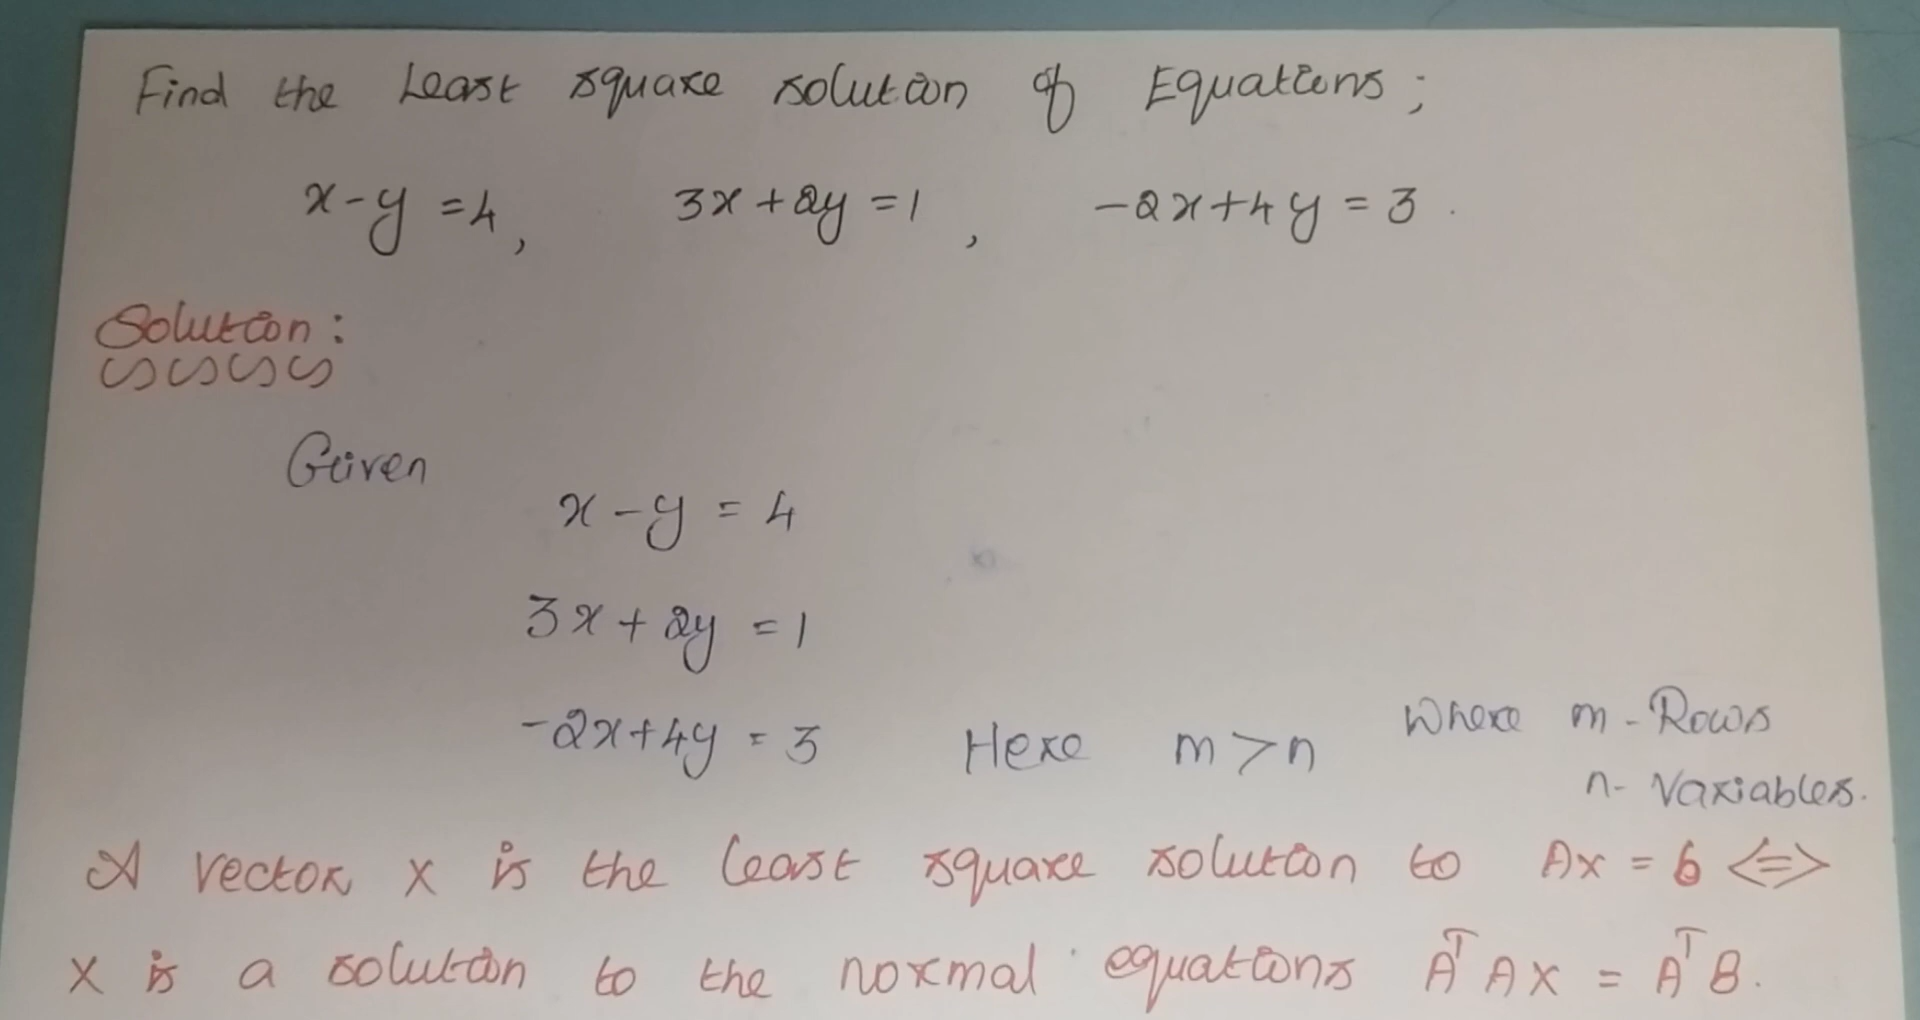 Find the Least square solution of Equations;
x-y=4, 3x+2y=1, -2x+4y=3.
Solution:
Given
x-y=4
3x+2y=1
-2x+4y=3 Here m>n Where m-Rows
n-Variables.
A vector x is the least square solution to Ax=b <=>
x is a solution to the normal equations AᵀAx=AᵀB.